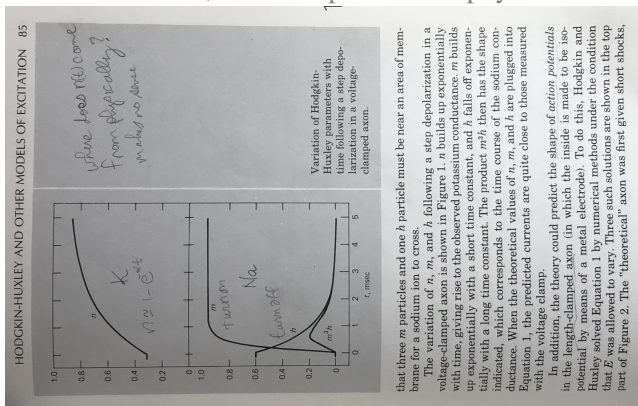 HODGKIN-HUXLEY AND OTHER MODELS OF EXCITATION 85
where does n(t) come
from physically?
makes no sense
1.0
0.8
0.6
0.4
0.2
0
n
K
n ≃ 1 - e^-αt
1.0
0.8
0.6
0.4
0.2
0
m
turn on
Na
turn off
h
m³h
0 1 2 3 4 5
t, msec
Variation of Hodgkin-
Huxley parameters with
time following a step depo-
larization in a voltage-
clamped axon.
that three m particles and one h particle must be near an area of mem-
brane for a sodium ion to cross.
The variation of n, m, and h following a step depolarization in a
voltage-clamped axon is shown in Figure 1. n builds up exponentially
with time, giving rise to the observed potassium conductance. m builds
up exponentially with a short time constant, and h falls off exponen-
tially with a long time constant. The product m³h then has the shape
indicated, which corresponds to the time course of the sodium con-
ductance. When the theoretical values of n, m, and h are plugged into
Equation 1, the predicted currents are quite close to those measured
with the voltage clamp.
In addition, the theory could predict the shape of action potentials
in the length-clamped axon (in which the inside is made to be iso-
potential by means of a metal electrode). To do this, Hodgkin and
Huxley solved Equation 1 by numerical methods under the condition
that E was allowed to vary. Three such solutions are shown in the top
part of Figure 2. The "theoretical" axon was first given short shocks,